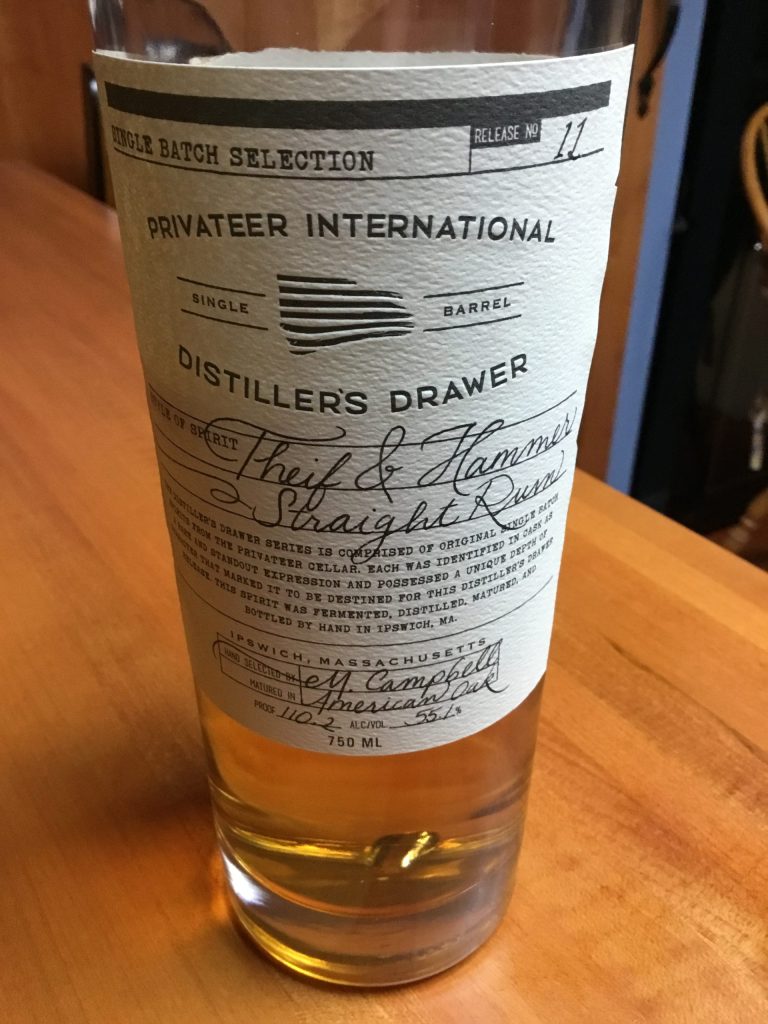 SINGLE BATCH SELECTION RELEASE Nº 11
PRIVATEER INTERNATIONAL
SINGLE BARREL
DISTILLER'S DRAWER
STYLE OF SPIRIT Theif & Hammer
Straight Rum
DISTILLER'S DRAWER SERIES IS COMPRISED OF ORIGINAL SINGLE BATCH
FROM THE PRIVATEER CELLAR. EACH WAS IDENTIFIED IN CASK AS
A RARE AND STANDOUT EXPRESSION AND POSSESSED A UNIQUE DEPTH OF
THAT MARKED IT TO BE DESTINED FOR THIS DISTILLER'S DRAWER
RELEASE. THIS SPIRIT WAS FERMENTED, DISTILLED, MATURED, AND
BOTTLED BY HAND IN IPSWICH, MA.
IPSWICH, MASSACHUSETTS
HAND SELECTED BY M. Campbell
MATURED IN American Oak
PROOF 110.2 ALC/VOL 55.1%
750 ML